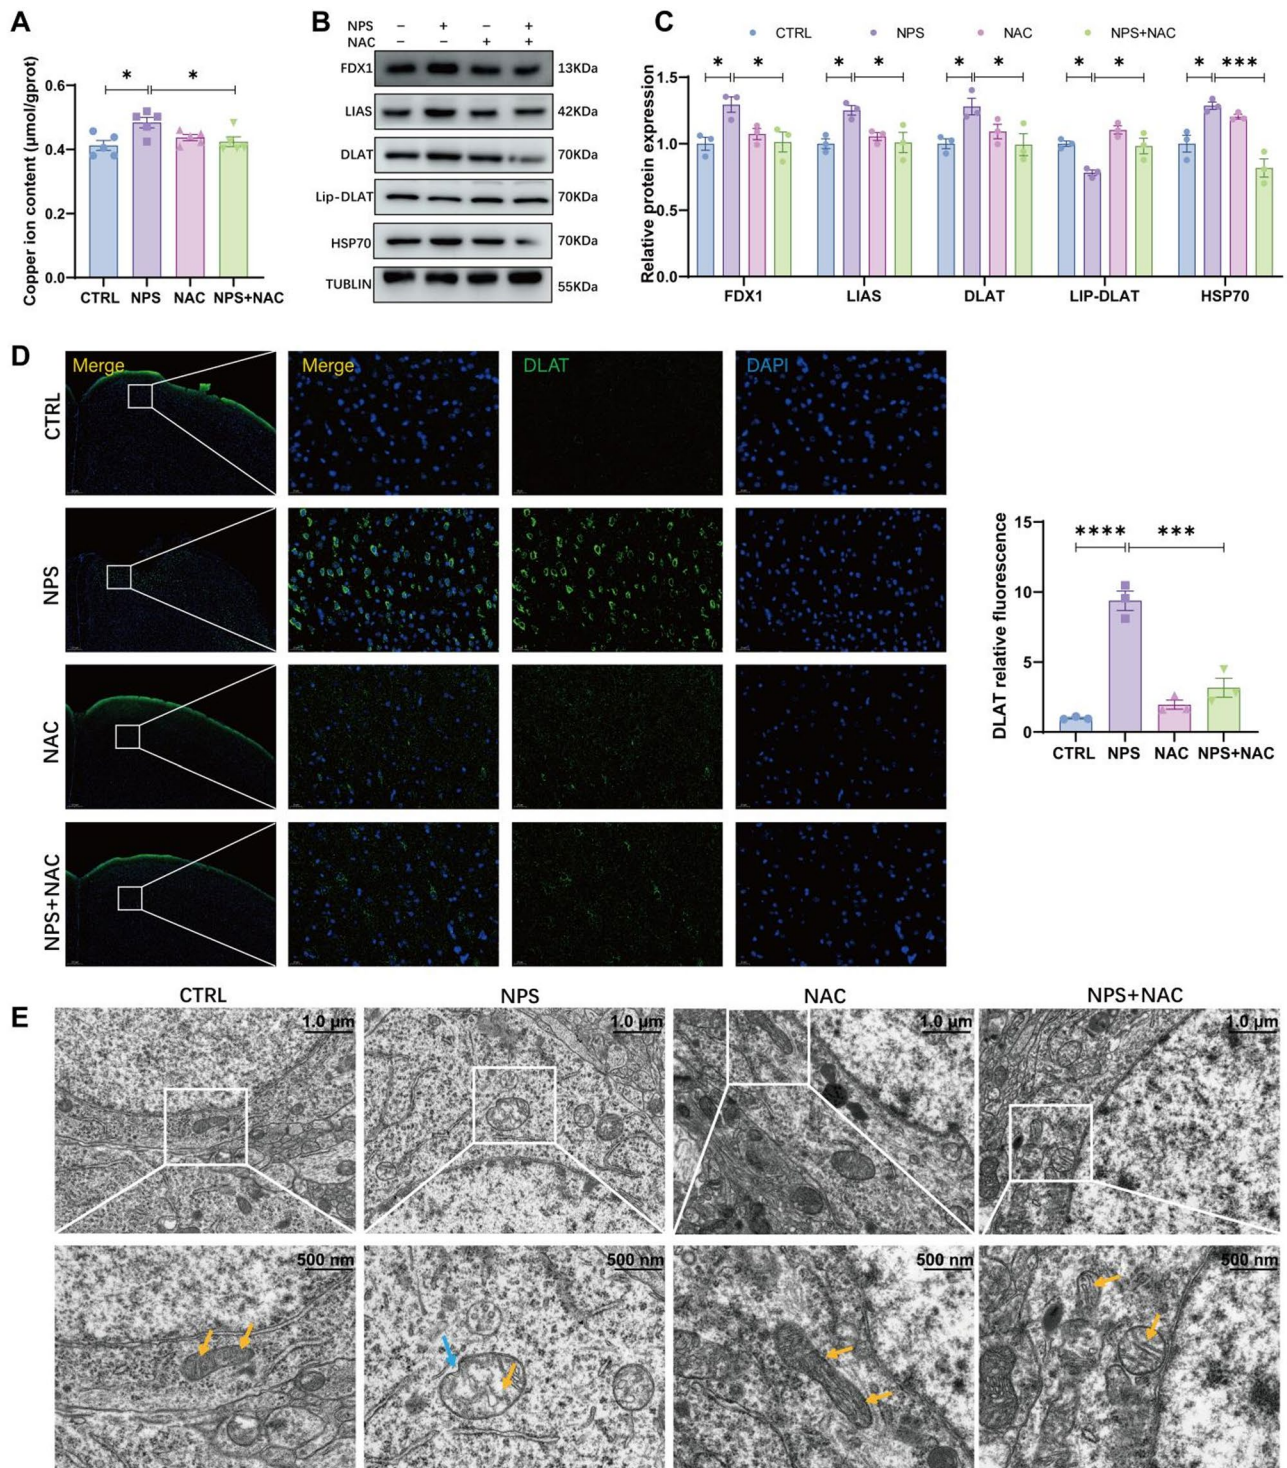 A
Copper ion content (μmol/gprot)
0.6
0.4
0.2
0.0
* *
CTRL NPS NAC NPS+NAC
B
NPS – + – +
NAC – – + +
FDX1 13KDa
LIAS 42KDa
DLAT 70KDa
Lip-DLAT 70KDa
HSP70 70KDa
TUBLIN 55KDa
C
CTRL NPS NAC NPS+NAC
Relative protein expression
1.5
1.0
0.5
0.0
* * * * * * * * * ***
FDX1 LIAS DLAT LIP-DLAT HSP70
D
Merge Merge DLAT DAPI
CTRL
NPS
NAC
NPS+NAC
DLAT relative fluorescence
15
10
5
0
**** ***
CTRL NPS NAC NPS+NAC
E
CTRL NPS NAC NPS+NAC
1.0 μm 1.0 μm 1.0 μm 1.0 μm
500 nm 500 nm 500 nm 500 nm